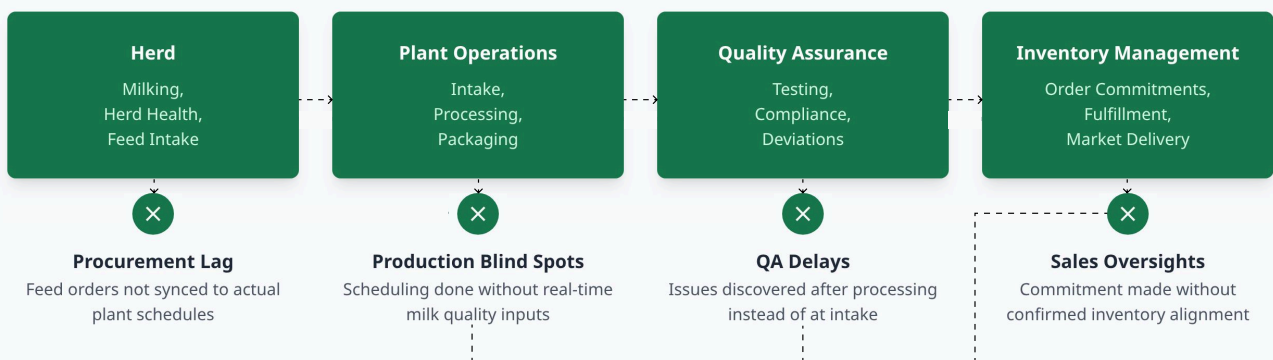 Herd
Milking,
Herd Health,
Feed Intake
Plant Operations
Intake,
Processing,
Packaging
Quality Assurance
Testing,
Compliance,
Deviations
Inventory Management
Order Commitments,
Fulfillment,
Market Delivery
Procurement Lag
Feed orders not synced to actual
plant schedules
Production Blind Spots
Scheduling done without real-time
milk quality inputs
QA Delays
Issues discovered after processing
instead of at intake
Sales Oversights
Commitment made without
confirmed inventory alignment